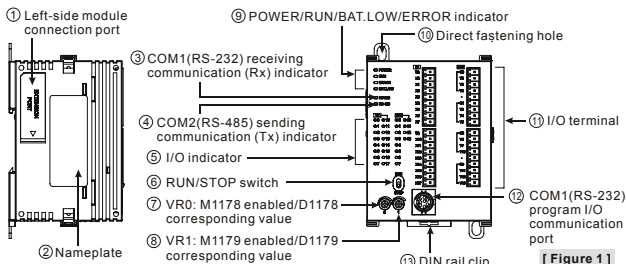 ① Left-side module
connection port
EXTENSION
PORT
② Nameplate
⑨ POWER/RUN/BAT.LOW/ERROR indicator
⑩ Direct fastening hole
③ COM1(RS-232) receiving
communication (Rx) indicator
④ COM2(RS-485) sending
communication (Tx) indicator
⑤ I/O indicator
⑥ RUN/STOP switch
⑦ VR0: M1178 enabled/D1178
corresponding value
⑧ VR1: M1179 enabled/D1179
corresponding value
⑪ I/O terminal
⑫ COM1(RS-232)
program I/O
communication
port
⑬ DIN rail clip
[ Figure 1 ]